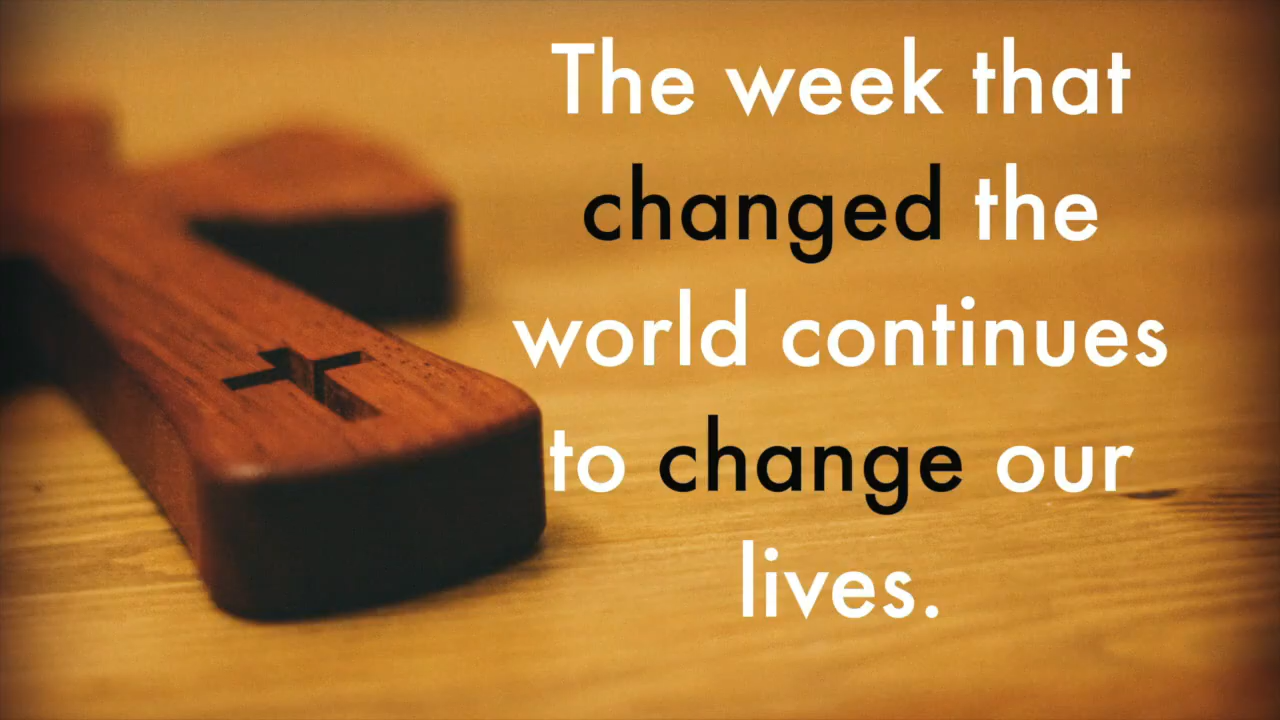 The week that
changed the
world continues
to change our
lives.